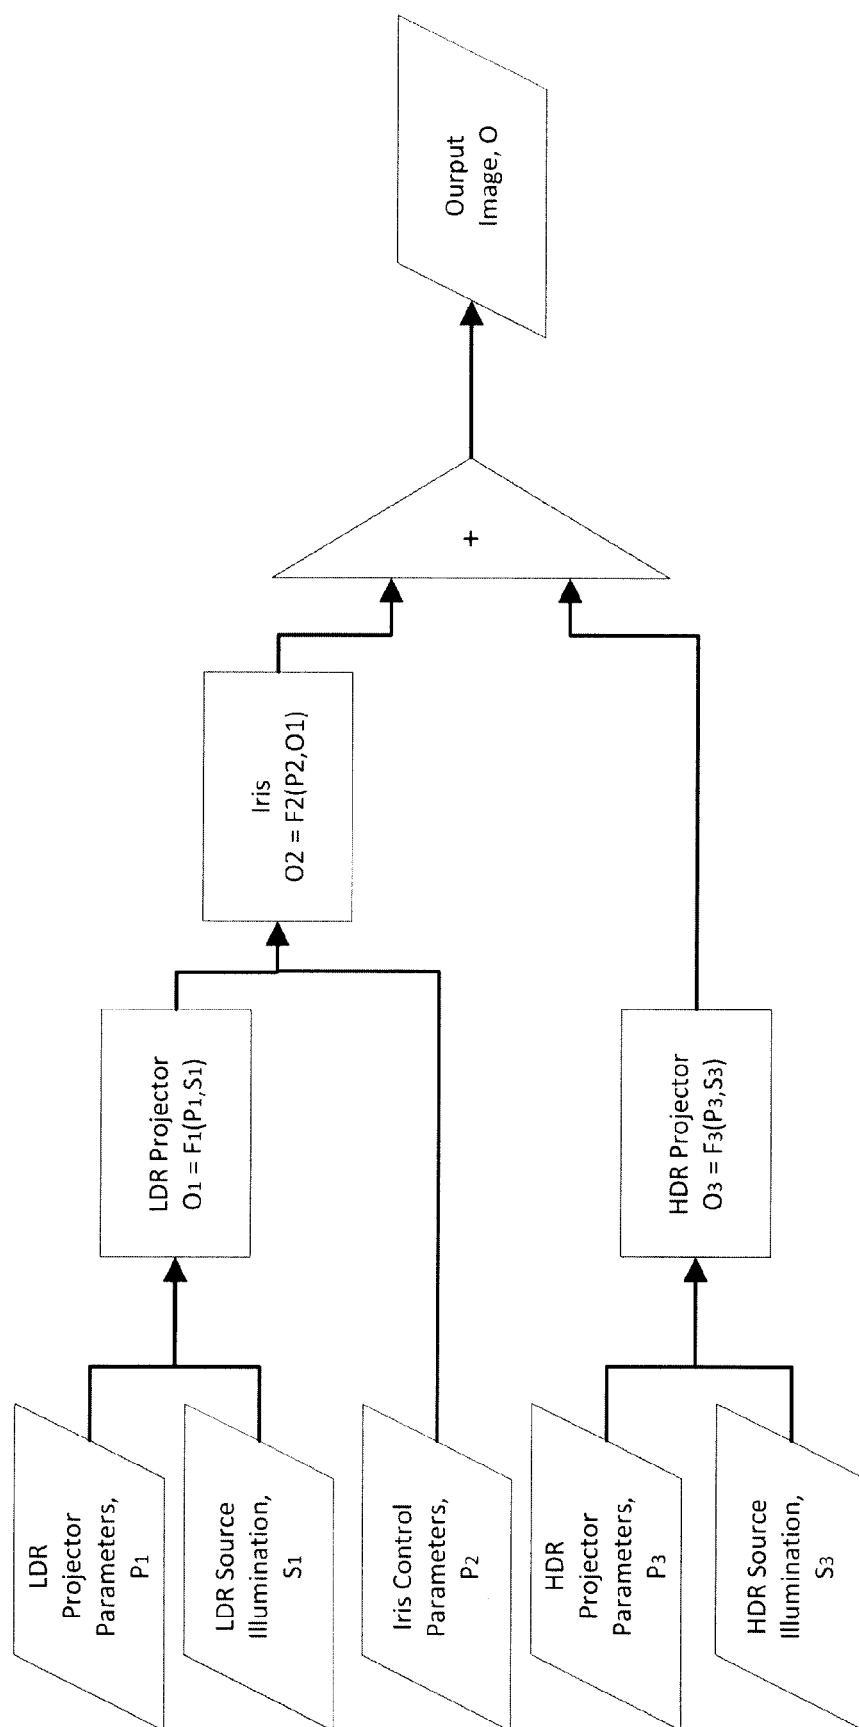 LDR
Projector
Parameters,
P1
LDR Source
Illumination,
S1
Iris Control
Parameters,
P2
HDR
Projector
Parameters,
P3
HDR Source
Illumination,
S3
LDR Projector
O1 = F1(P1,S1)
HDR Projector
O3 = F3(P3,S3)
Iris
O2 = F2(P2,O1)
+
Ourput
Image, O